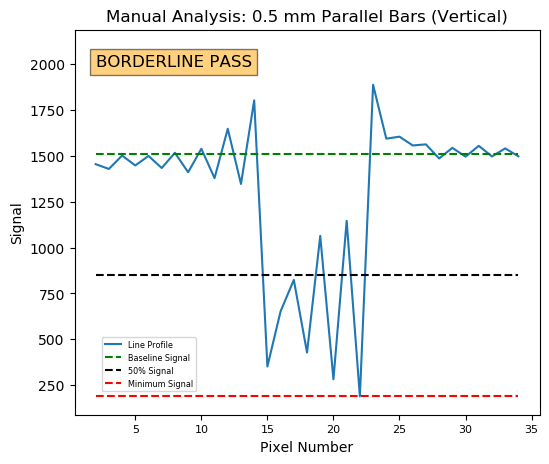 Manual Analysis: 0.5 mm Parallel Bars (Vertical)
BORDERLINE PASS
2000
1750
1500
1250
1000
750
500
250
Signal
Line Profile
Baseline Signal
50% Signal
Minimum Signal
5 10 15 20 25 30 35
Pixel Number